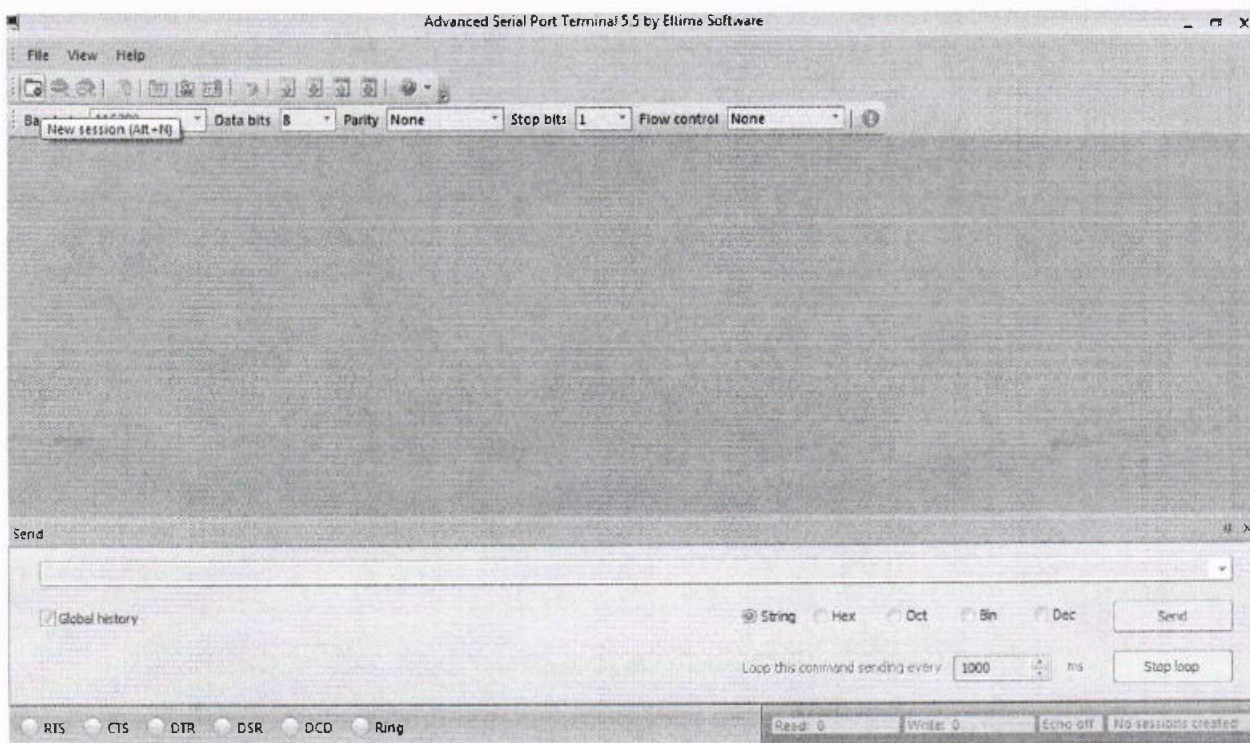 Advanced Serial Port Terminal 5.5 by Eltima Software
File View Help
New session (Alt+N) Data bits 8 Parity None Stop bits 1 Flow control None
Send
Global history String Hex Oct Bin Dec Send
Loop this command sending every 1000 ms Stop loop
RTS CTS DTR DSR DCD Ring Read: 0 Write: 0 Echo off No sessions created